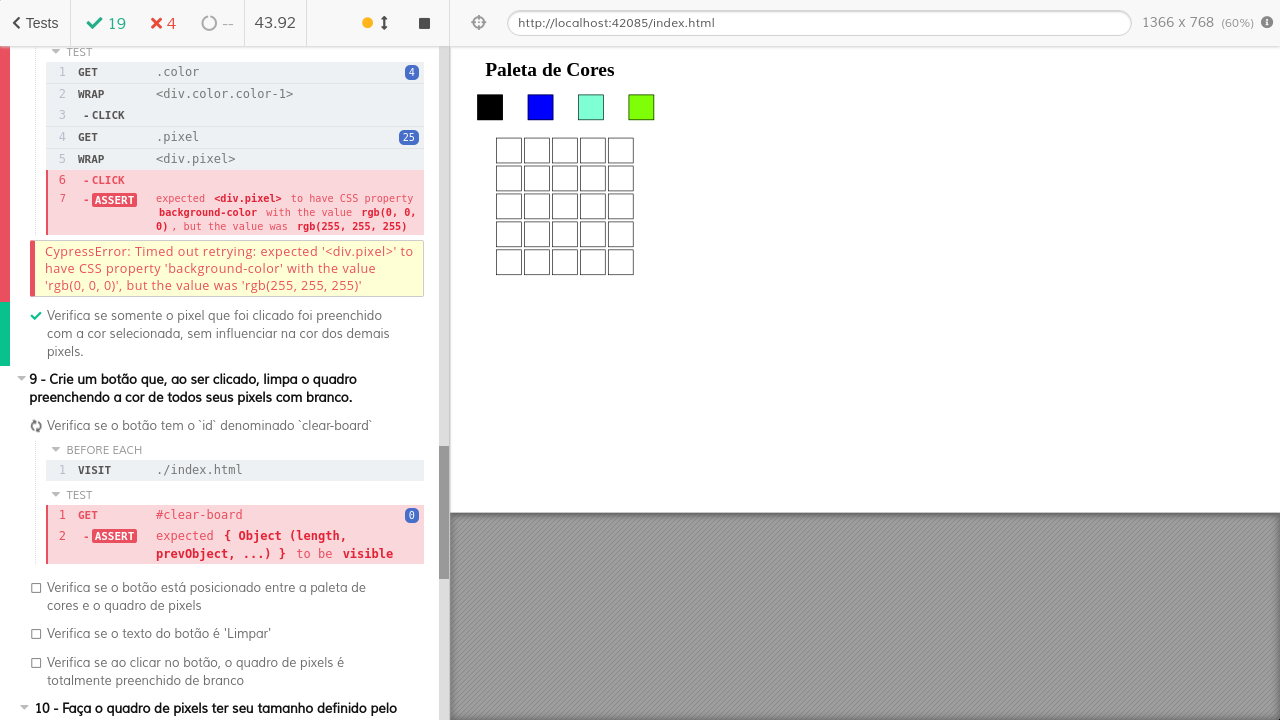 Tests 19 4 -- 43.92 http://localhost:42085/index.html 1366 x 768 (60%)
TEST
1 GET .color 4
2 WRAP <div.color.color-1>
3 - CLICK
4 GET .pixel 25
5 WRAP <div.pixel>
6 - CLICK
7 - ASSERT expected <div.pixel> to have CSS property
background-color with the value rgb(0, 0,
0) , but the value was rgb(255, 255, 255)
CypressError: Timed out retrying: expected '<div.pixel>' to
have CSS property 'background-color' with the value
'rgb(0, 0, 0)', but the value was 'rgb(255, 255, 255)'
Verifica se somente o pixel que foi clicado foi preenchido
com a cor selecionada, sem influenciar na cor dos demais
pixels.
9 - Crie um botão que, ao ser clicado, limpa o quadro
preenchendo a cor de todos seus pixels com branco.
Verifica se o botão tem o `id` denominado `clear-board`
BEFORE EACH
1 VISIT ./index.html
TEST
1 GET #clear-board 0
2 - ASSERT expected { Object (length,
prevObject, ...) } to be visible
Verifica se o botão está posicionado entre a paleta de
cores e o quadro de pixels
Verifica se o texto do botão é 'Limpar'
Verifica se ao clicar no botão, o quadro de pixels é
totalmente preenchido de branco
10 - Faça o quadro de pixels ter seu tamanho definido pelo
Paleta de Cores